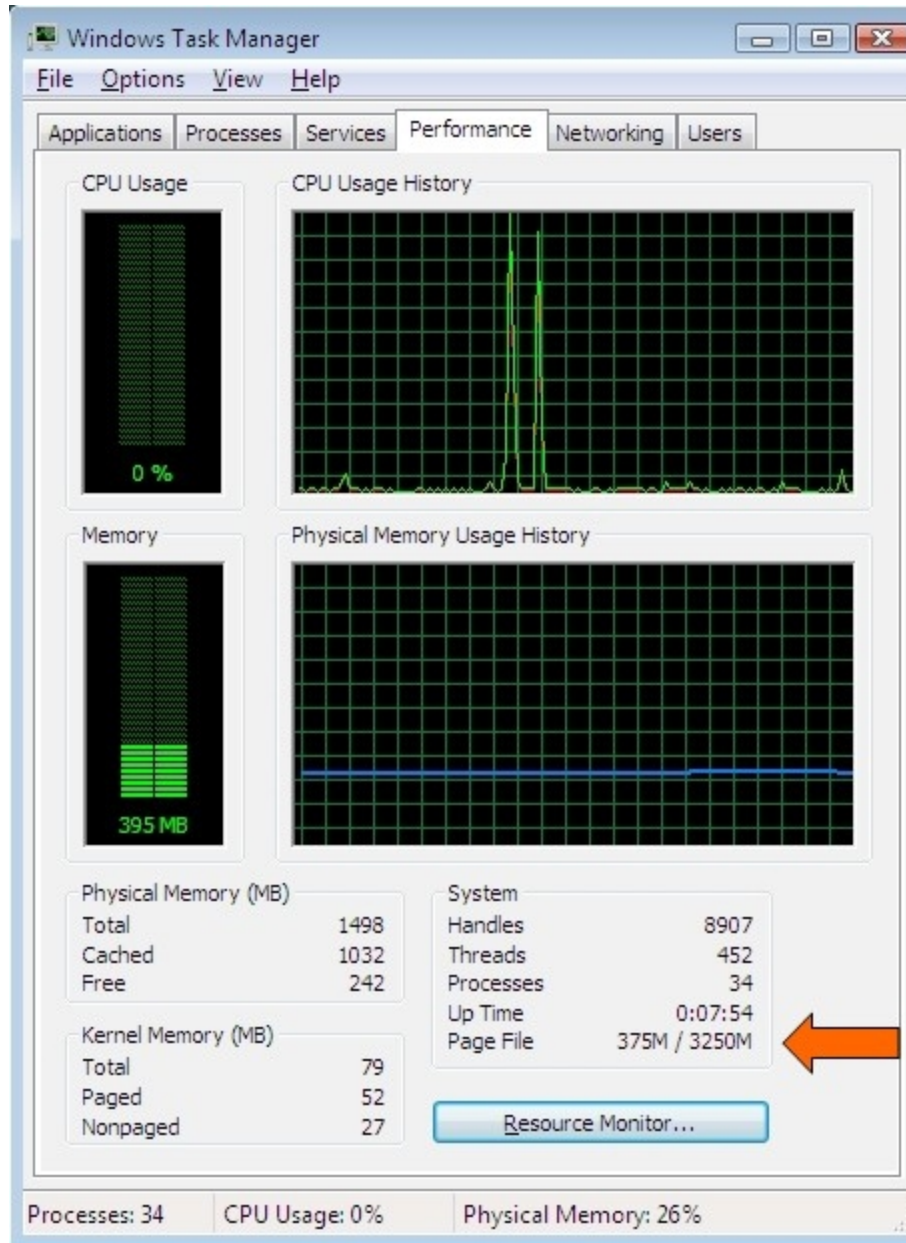 Windows Task Manager
File Options View Help
Applications Processes Services Performance Networking Users
CPU Usage
CPU Usage History
0 %
Memory
Physical Memory Usage History
395 MB
Physical Memory (MB)
Total 1498
Cached 1032
Free 242
Kernel Memory (MB)
Total 79
Paged 52
Nonpaged 27
System
Handles 8907
Threads 452
Processes 34
Up Time 0:07:54
Page File 375M / 3250M
Resource Monitor...
Processes: 34 CPU Usage: 0% Physical Memory: 26%